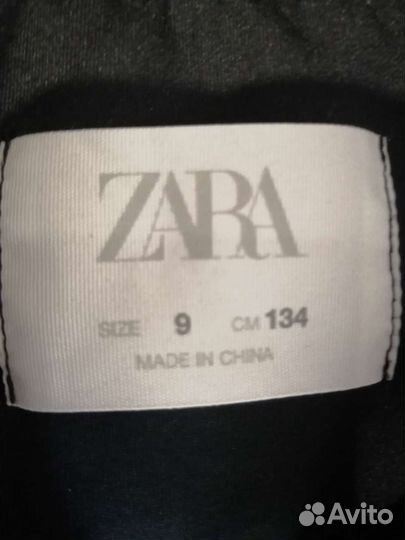 ZARA
SIZE 9 CM 134
MADE IN CHINA
Avito